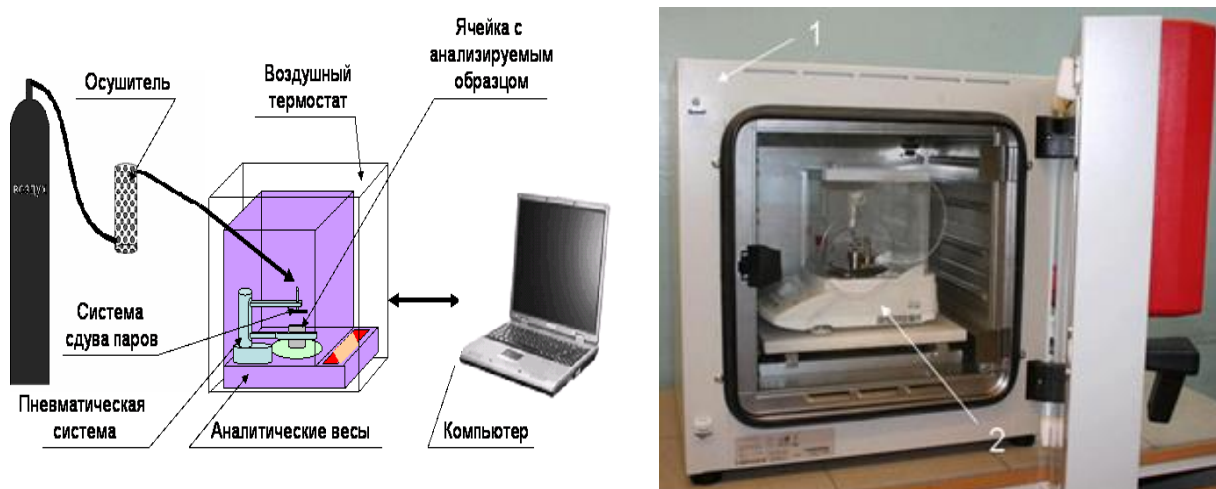 Осушитель
Воздушный
термостат
Ячейка с
анализируемым
образцом
воздух
Система
сдува паров
Пневматическая
система
Аналитические весы
Компьютер
1
2